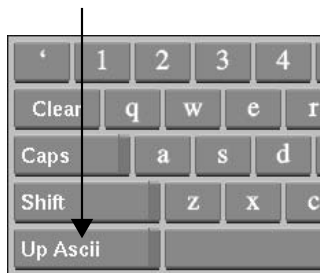 ‘ 1 2 3 4
Clear q w e r
Caps a s d
Shift z x c
Up Ascii